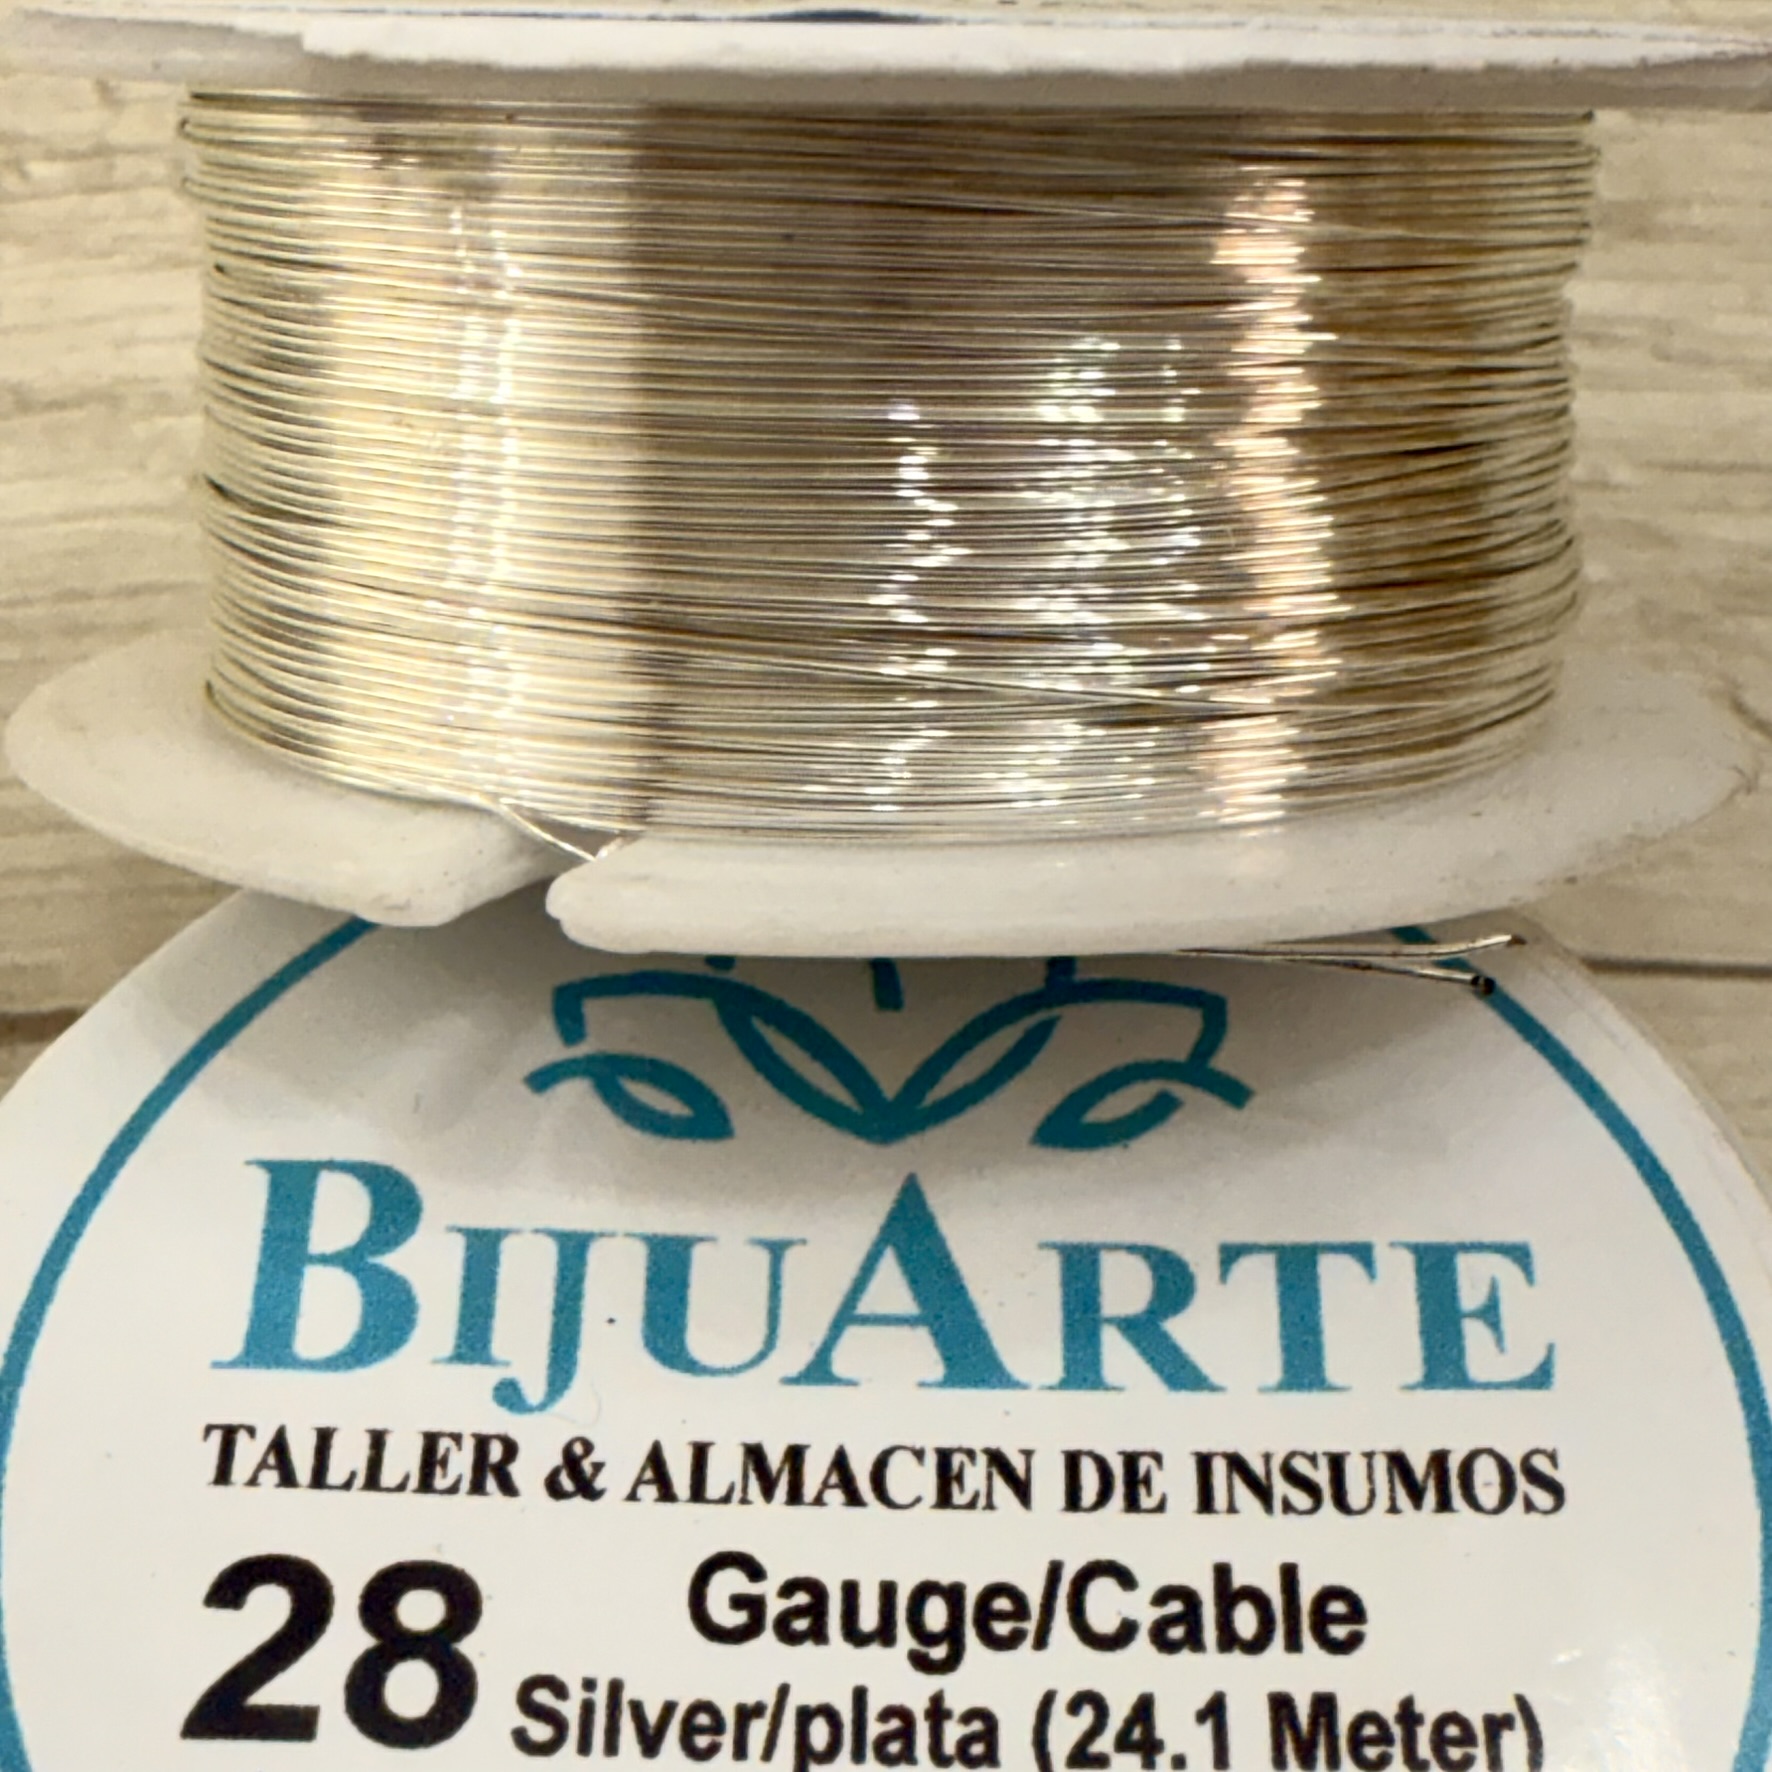 BIJUARTE
TALLER & ALMACEN DE INSUMOS
28 Gauge/Cable
Silver/plata (24.1 Meter)